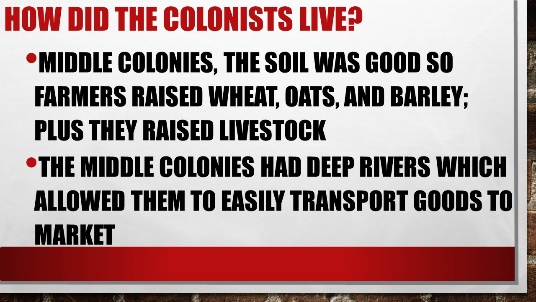 HOW DID THE COLONISTS LIVE?
•MIDDLE COLONIES, THE SOIL WAS GOOD SO
FARMERS RAISED WHEAT, OATS, AND BARLEY;
PLUS THEY RAISED LIVESTOCK
•THE MIDDLE COLONIES HAD DEEP RIVERS WHICH
ALLOWED THEM TO EASILY TRANSPORT GOODS TO
MARKET